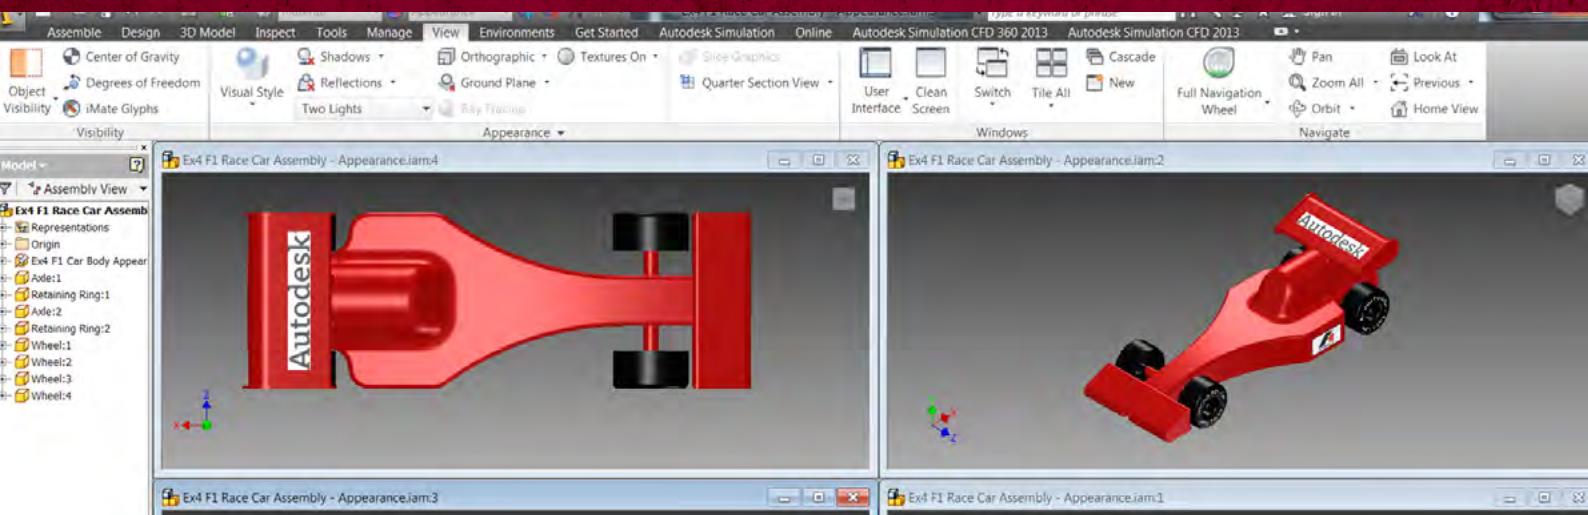 Assemble Design 3D Model Inspect Tools Manage View Environments Get Started Autodesk Simulation Online Autodesk Simulation CFD 360 2013 Autodesk Simulation CFD 2013
Object Visibility
Center of Gravity
Degrees of Freedom
iMate Glyphs
Visibility
Visual Style
Shadows
Reflections
Two Lights
Orthographic
Ground Plane
Ray Tracing
Textures On
Slice Graphics
Quarter Section View
Appearance
User Interface
Clean Screen
Switch
Tile All
Cascade
New
Windows
Full Navigation Wheel
Pan
Zoom All
Orbit
Look At
Previous
Home View
Navigate
Model
Assembly View
Ex4 F1 Race Car Assemb
Representations
Origin
Ex4 F1 Car Body Appear
Axle:1
Retaining Ring:1
Axle:2
Retaining Ring:2
Wheel:1
Wheel:2
Wheel:3
Wheel:4
Ex4 F1 Race Car Assembly - Appearance.iam:4
Autodesk
Z
X
Ex4 F1 Race Car Assembly - Appearance.iam:2
Autodesk
Z
Ex4 F1 Race Car Assembly - Appearance.iam:3
Ex4 F1 Race Car Assembly - Appearance.iam:1